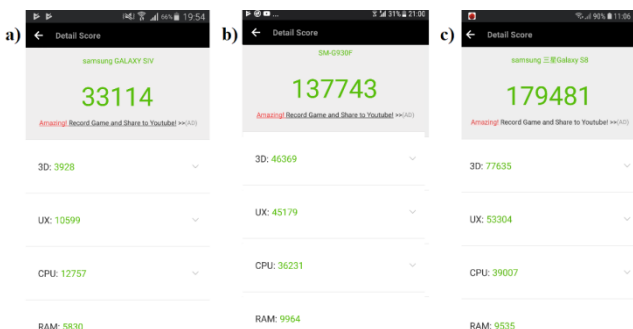 a)
66% 19:54
Detail Score
samsung GALAXY SIV
33114
Amazing! Record Game and Share to Youtube! >>(AD)
3D: 3928
UX: 10599
CPU: 12757
RAM: 5830
b)
... 31% 21:00
Detail Score
SM-G930F
137743
Amazing! Record Game and Share to Youtube! >>(AD)
3D: 46369
UX: 45179
CPU: 36231
RAM: 9964
c)
90% 11:06
Detail Score
samsung 三星Galaxy S8
179481
Amazing! Record Game and Share to Youtube! >>(AD)
3D: 77635
UX: 53304
CPU: 39007
RAM: 9535